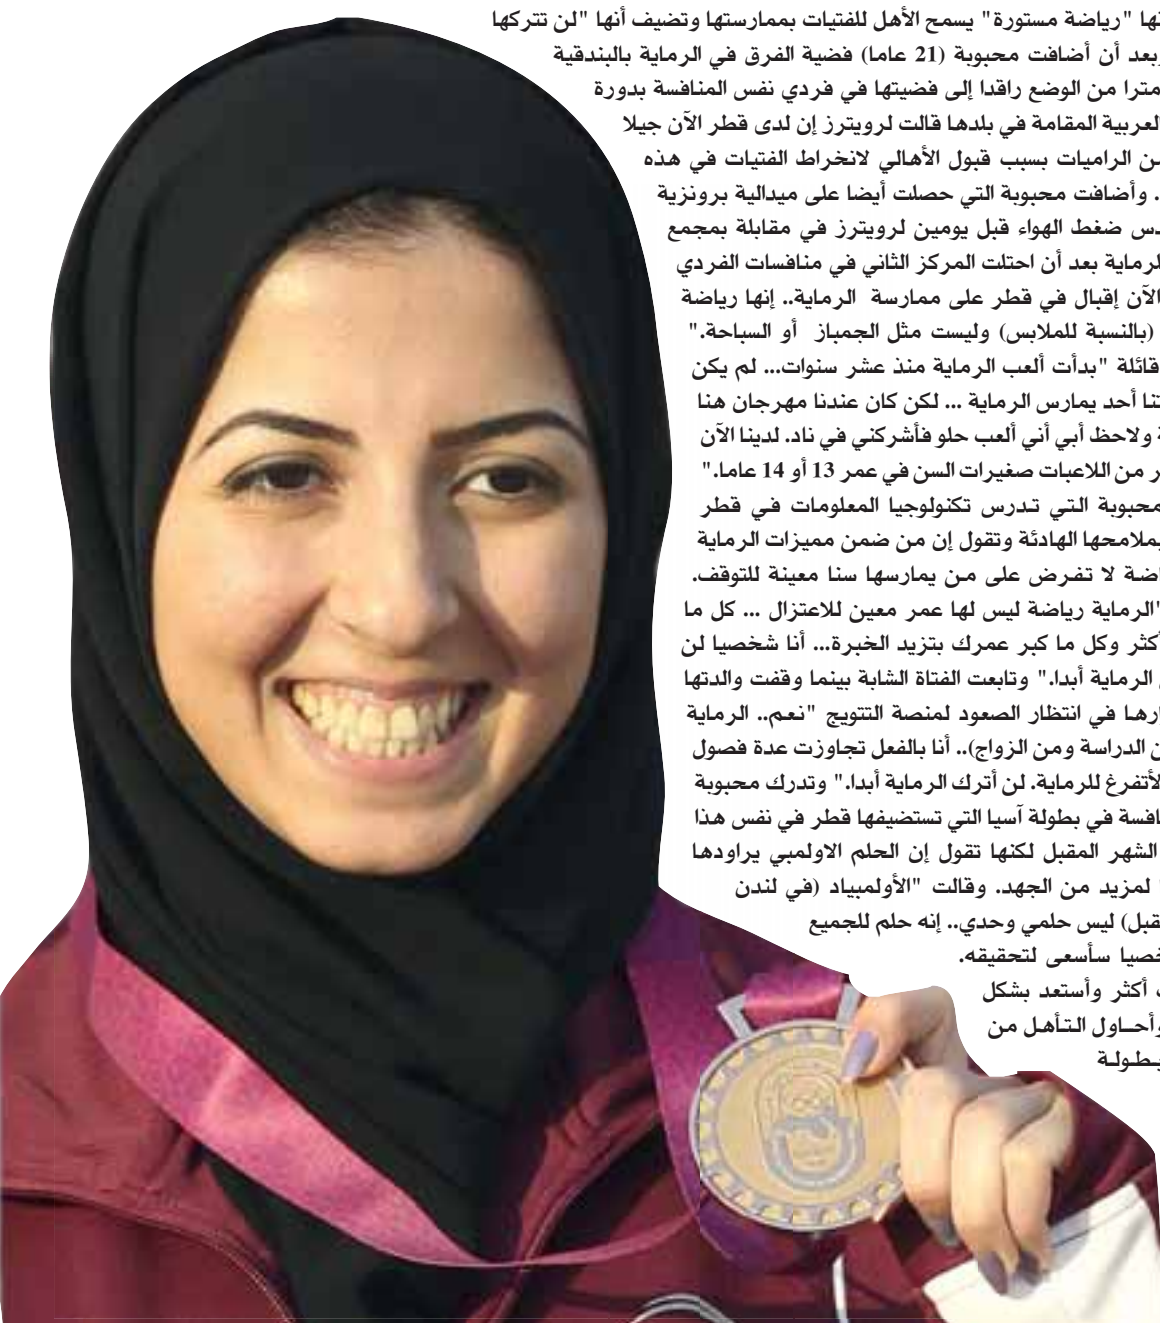 نها "رياضة مستورة" يسمح الأهل للفتيات بممارستها وتضيف أنها "لن تتركها
وبعد أن أضافت محبوبة (21 عاما) فضية الفرق في الرماية بالبندقية
مترا من الوضع راقدا إلى فضيتها في فردي نفس المنافسة بدورة
لعربية المقامة في بلدها قالت لرويترز إن لدى قطر الآن جيلا
من الراميات بسبب قبول الأهالي لانخراط الفتيات في هذه
. وأضافت محبوبة التي حصلت أيضا على ميدالية برونزية
دس ضغط الهواء قبل يومين لرويترز في مقابلة بمجمع
لرماية بعد أن احتلت المركز الثاني في منافسات الفردي
الآن إقبال في قطر على ممارسة الرماية.. إنها رياضة
(بالنسبة للملابس) وليست مثل الجمباز أو السباحة."
قائلة "بدأت ألعب الرماية منذ عشر سنوات... لم يكن
تنا أحد يمارس الرماية ... لكن كان عندنا مهرجان هنا
ة ولاحظ أبي أني ألعب حلو فأشركني في ناد. لدينا الآن
ر من اللاعبات صغيرات السن في عمر 13 أو 14 عاما."
محبوبة التي تدرس تكنولوجيا المعلومات في قطر
بملامحها الهادئة وتقول إن من ضمن مميزات الرماية
اضة لا تفرض على من يمارسها سنا معينة للتوقف.
"الرماية رياضة ليس لها عمر معين للاعتزال ... كل ما
أكثر وكل ما كبر عمرك بتزيد الخبرة... أنا شخصيا لن
الرماية أبدا." وتابعت الفتاة الشابة بينما وقفت والدتها
ارها في انتظار الصعود لمنصة التتويج "نعم.. الرماية
ن الدراسة ومن الزواج).. أنا بالفعل تجاوزت عدة فصول
لأتفرغ للرماية. لن أترك الرماية أبدا." وتدرك محبوبة
نافسة في بطولة آسيا التي تستضيفها قطر في نفس هذا
الشهر المقبل لكنها تقول إن الحلم الاولمبي يراودها
لمزيد من الجهد. وقالت "الأولمبياد (في لندن
قبل) ليس حلمي وحدي.. إنه حلم للجميع
خصيا سأسعى لتحقيقه.
أكثر وأستعد بشكل
وأحاول التأهل من
بطولة